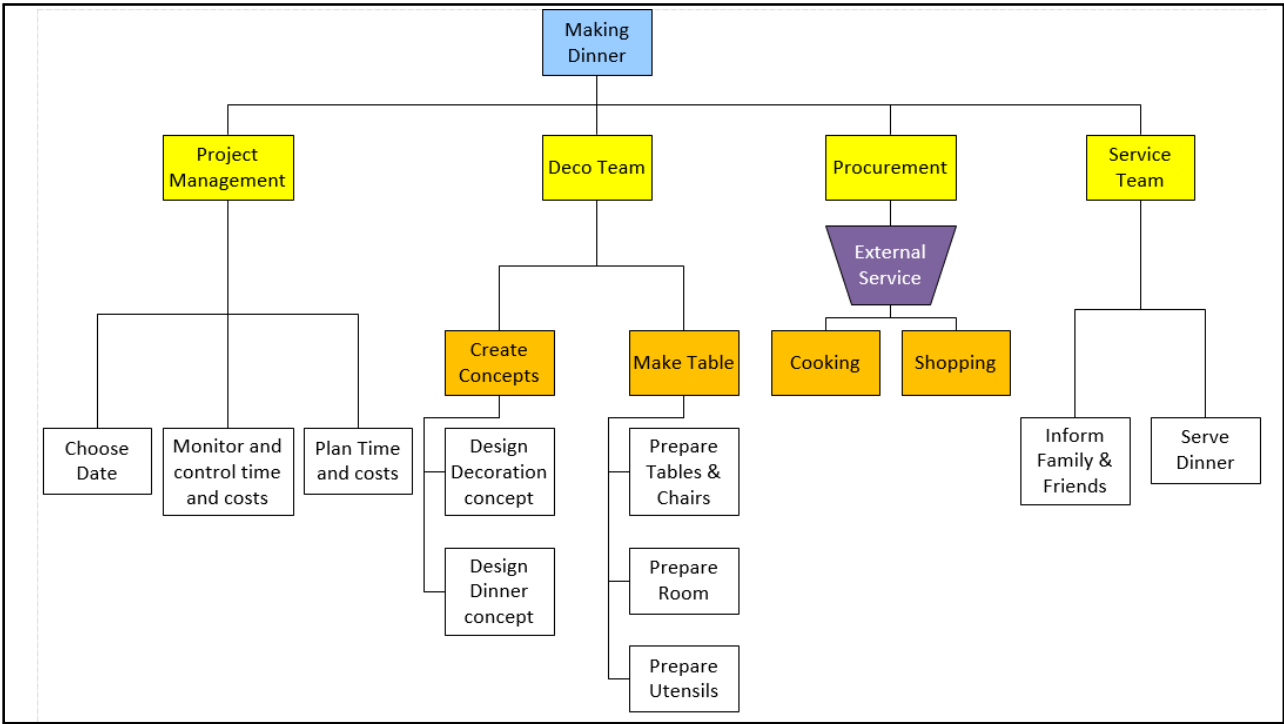 Making
Dinner
Project
Management
Deco Team
Procurement
Service
Team
External
Service
Create
Concepts
Make Table
Cooking
Shopping
Choose
Date
Monitor and
control time
and costs
Plan Time
and costs
Design
Decoration
concept
Prepare
Tables &
Chairs
Inform
Family &
Friends
Serve
Dinner
Design
Dinner
concept
Prepare
Room
Prepare
Utensils